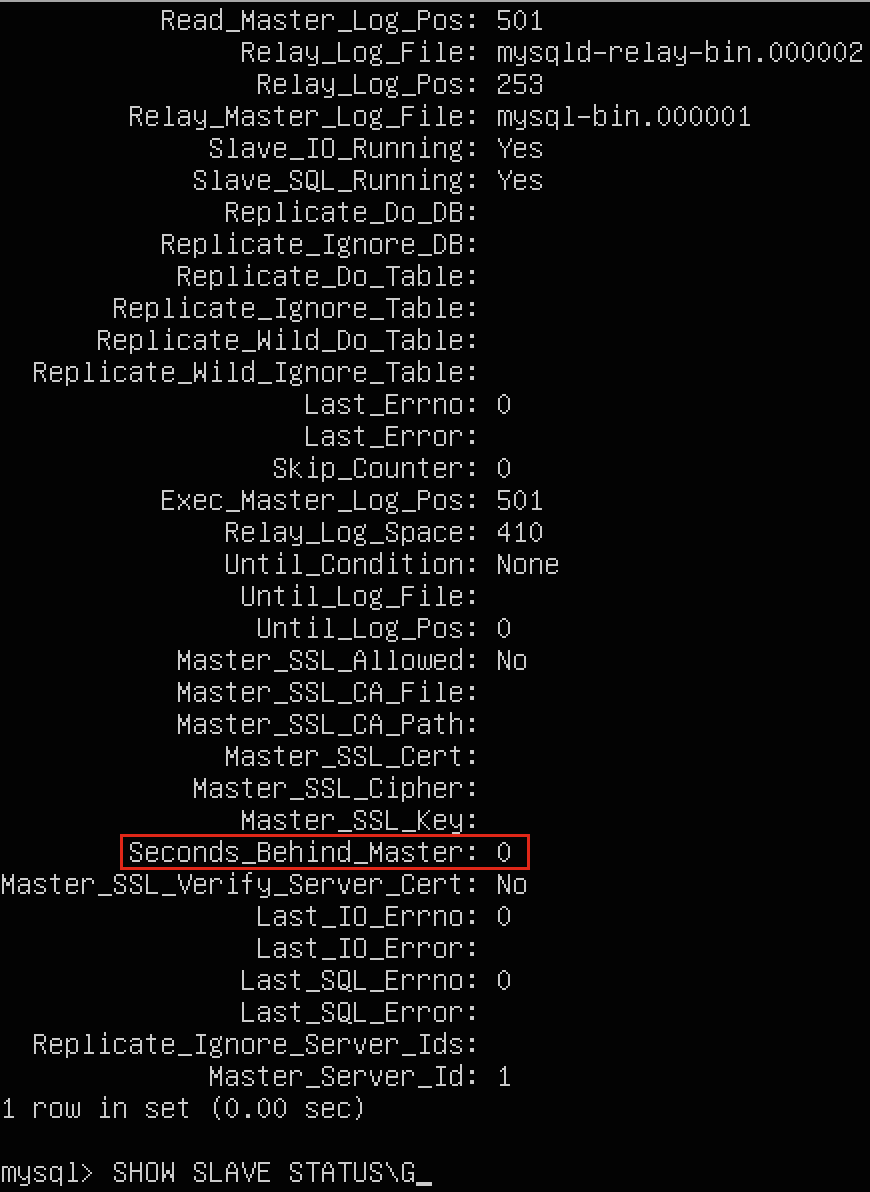 Read_Master_Log_Pos: 501
Relay_Log_File: mysqld-relay-bin.000002
Relay_Log_Pos: 253
Relay_Master_Log_File: mysql-bin.000001
Slave_IO_Running: Yes
Slave_SQL_Running: Yes
Replicate_Do_DB:
Replicate_Ignore_DB:
Replicate_Do_Table:
Replicate_Ignore_Table:
Replicate_Wild_Do_Table:
Replicate_Wild_Ignore_Table:
Last_Errno: 0
Last_Error:
Skip_Counter: 0
Exec_Master_Log_Pos: 501
Relay_Log_Space: 410
Until_Condition: None
Until_Log_File:
Until_Log_Pos: 0
Master_SSL_Allowed: No
Master_SSL_CA_File:
Master_SSL_CA_Path:
Master_SSL_Cert:
Master_SSL_Cipher:
Master_SSL_Key:
Seconds_Behind_Master: 0
Master_SSL_Verify_Server_Cert: No
Last_IO_Errno: 0
Last_IO_Error:
Last_SQL_Errno: 0
Last_SQL_Error:
Replicate_Ignore_Server_Ids:
Master_Server_Id: 1
1 row in set (0.00 sec)
mysql> SHOW SLAVE STATUS\G_